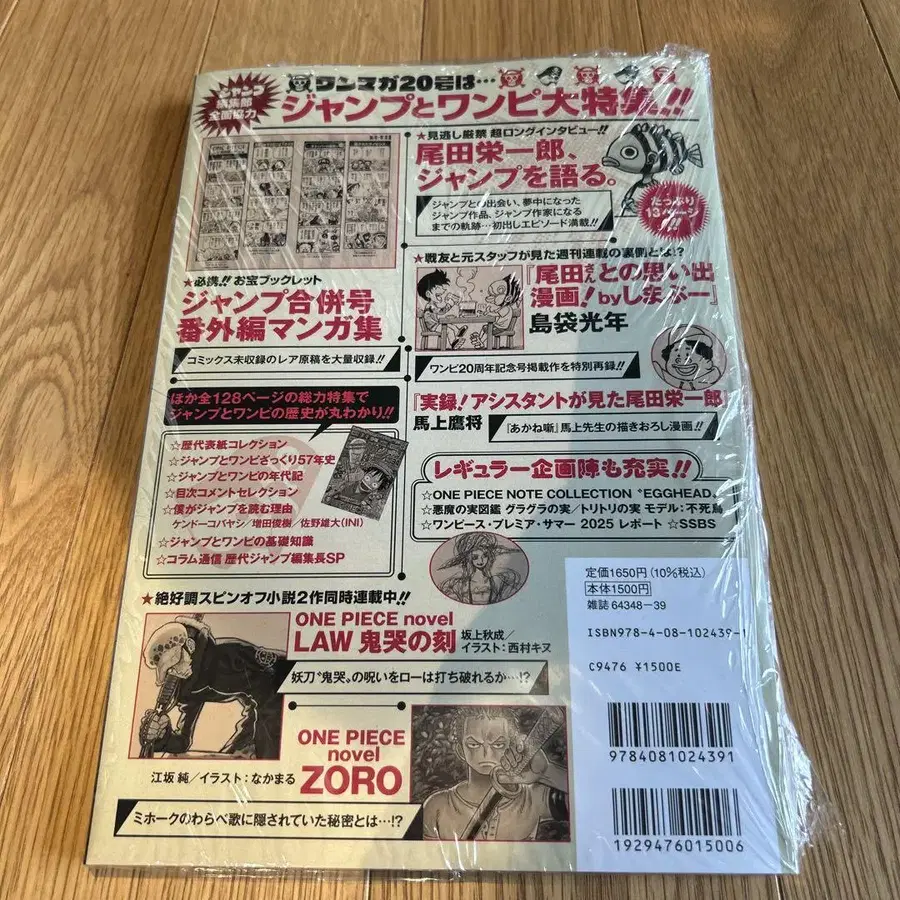 ジャンプ
編集部
全面協力
ワンマガ20号は…
ジャンプとワンピ大特集!!
ONE PIECE
★見逃し厳禁 超ロングインタビュー!!
尾田栄一郎、
ジャンプを語る。
たっぷり
13ページ
ジャンプとの出会い、夢中になった
ジャンプ作品、ジャンプ作家になる
までの軌跡…初出しエピソード満載!!
★必携!! お宝ブックレット
ジャンプ合併号
番外編マンガ集
コミックス未収録のレア原稿を大量収録!!
★戦友と元スタッフが見た週刊連載の裏側とは!?
『尾田さんとの思い出
漫画!byしまぶー』
島袋光年
ワンピ20周年記念号掲載作を特別再録!!
『実録!アシスタントが見た尾田栄一郎』
馬上鷹将
『あかね噺』馬上先生の描きおろし漫画!!
ほか全128ページの総力特集で
ジャンプとワンピの歴史が丸わかり!!
☆歴代表紙コレクション
☆ジャンプとワンピざっくり57年史
☆ジャンプとワンピの年代記
☆目次コメントセレクション
☆僕がジャンプを読む理由
ケンドーコバヤシ/増田俊樹/佐野雄大(INI)
☆ジャンプとワンピの基礎知識
☆コラム通信 歴代ジャンプ編集長SP
レギュラー企画陣も充実!!
☆ONE PIECE NOTE COLLECTION “EGGHEAD”
☆悪魔の実図鑑 グラグラの実/トリトリの実 モデル:不死鳥
☆ワンピース・プレミア・サマー 2025 レポート ☆SSBS
★絶好調スピンオフ小説2作同時連載中!!
ONE PIECE novel
LAW 鬼哭の刻
坂上秋成/
イラスト:西村キヌ
妖刀“鬼哭”の呪いをローは打ち破れるか…!?
ONE PIECE
novel
ZORO
江坂 純/イラスト:なかまる
ミホークのわらべ歌に隠されていた秘密とは…!?
定価1650円(10%税込)
本体1500円
雑誌 64348-39
ISBN978-4-08-102439-1
C9476 ¥1500E
9784081024391
1929476015006